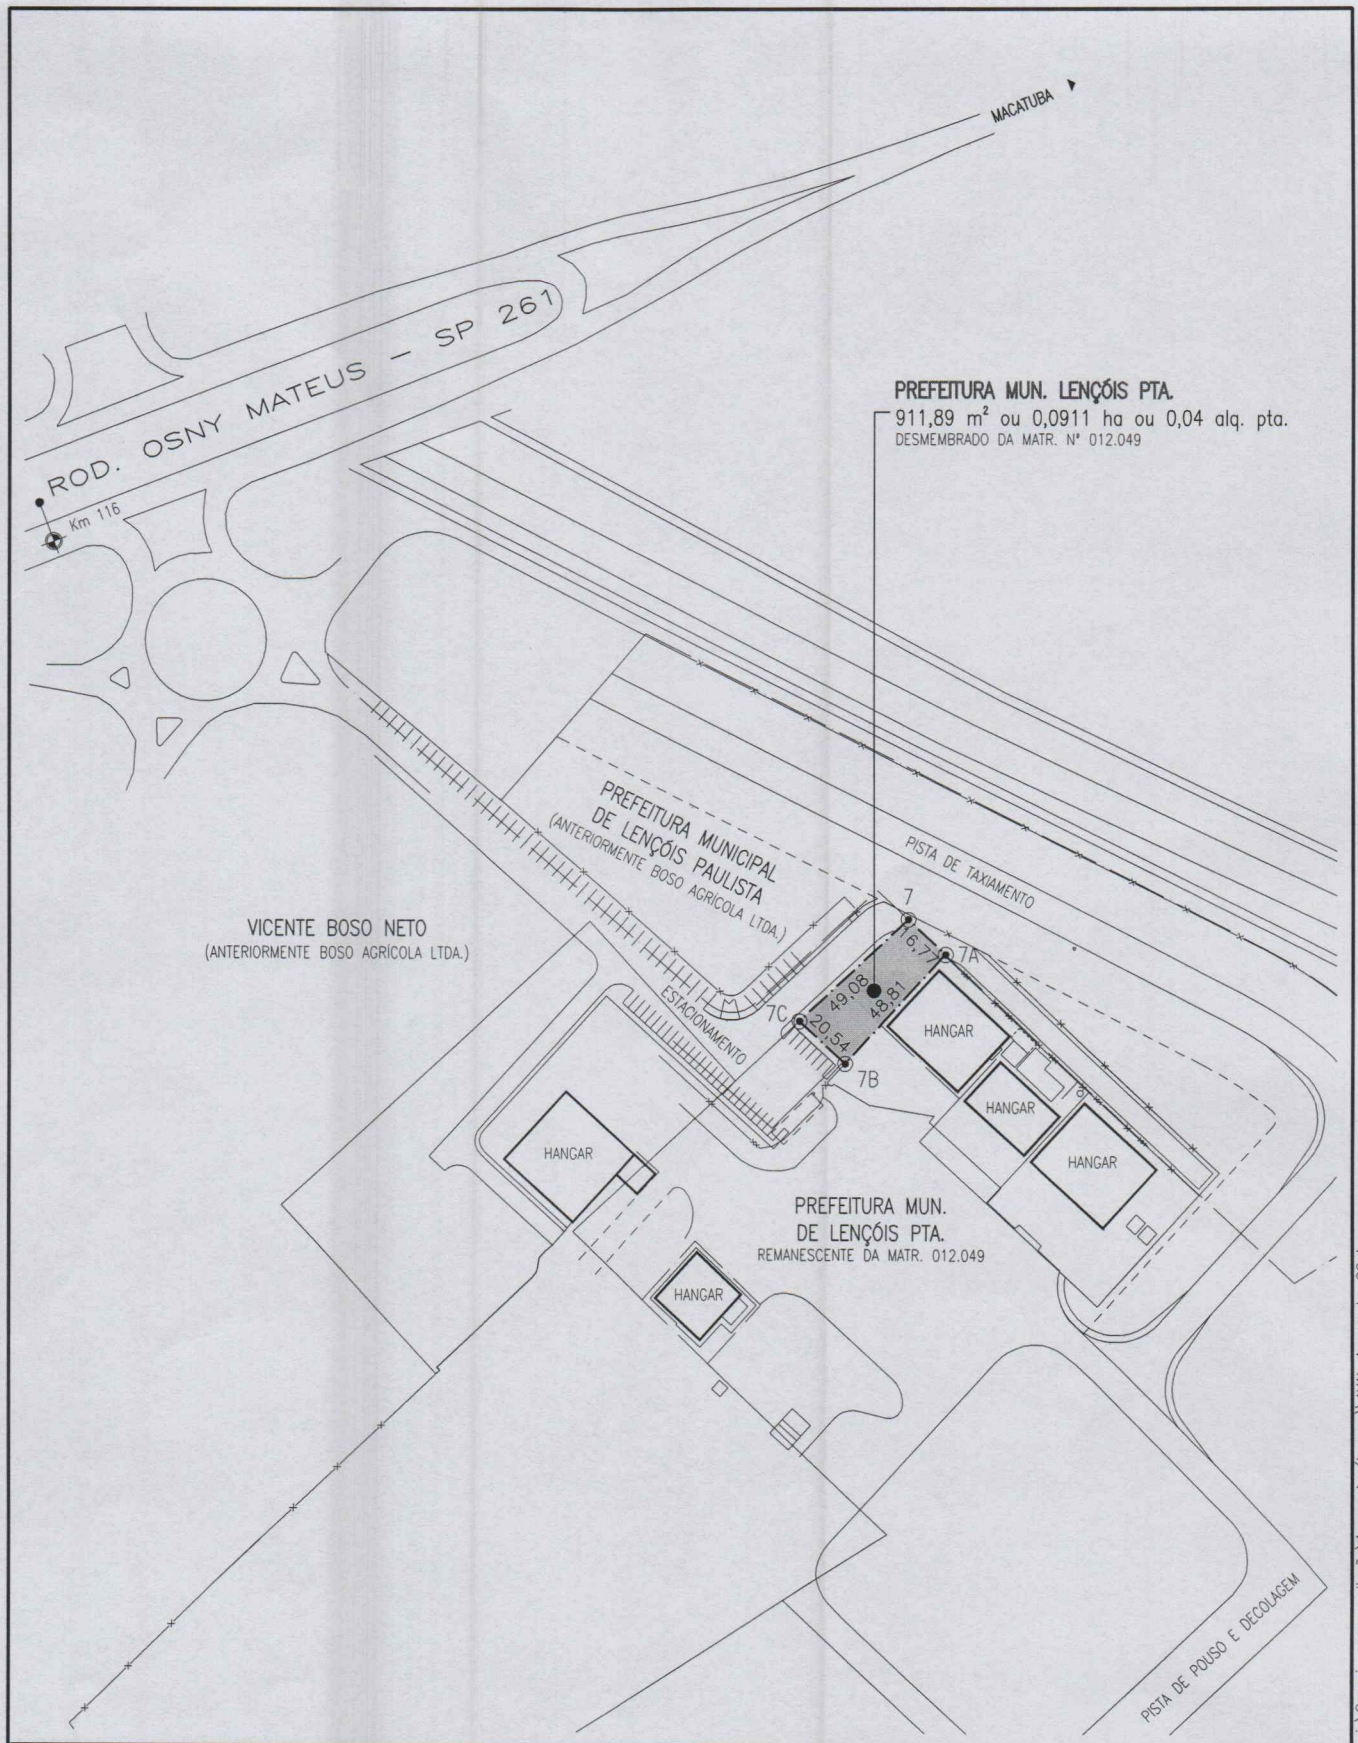 MACATUBA
ROD. OSNY MATEUS - SP 261
Km 116
PREFEITURA MUN. LENÇÓIS PTA.
911,89 m² ou 0,0911 ha ou 0,04 alq. pta.
DESMEMBRADO DA MATR. N° 012.049
PREFEITURA MUNICIPAL
DE LENÇÓIS PAULISTA
(ANTERIORMENTE BOSO AGRÍCOLA LTDA.)
PISTA DE TAXIAMENTO
VICENTE BOSO NETO
(ANTERIORMENTE BOSO AGRÍCOLA LTDA.)
7
16,77
7A
49,08
48,81
7C
20,54
7B
ESTACIONAMENTO
HANGAR
HANGAR
HANGAR
HANGAR
PREFEITURA MUN.
DE LENÇÓIS PTA.
REMANESCENTE DA MATR. 012.049
HANGAR
PISTA DE POUSO E DECOLAGEM